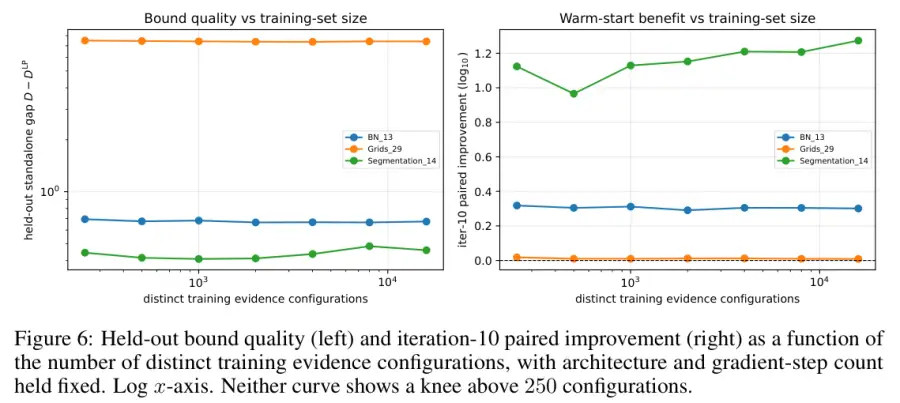 Bound quality vs training-set size
held-out standalone gap D − D^LP
10^0
10^3
10^4
distinct training evidence configurations
BN_13
Grids_29
Segmentation_14
Warm-start benefit vs training-set size
iter-10 paired improvement (log10)
1.2
1.0
0.8
0.6
0.4
0.2
0.0
10^3
10^4
distinct training evidence configurations
BN_13
Grids_29
Segmentation_14
Figure 6: Held-out bound quality (left) and iteration-10 paired improvement (right) as a function of
the number of distinct training evidence configurations, with architecture and gradient-step count
held fixed. Log x-axis. Neither curve shows a knee above 250 configurations.